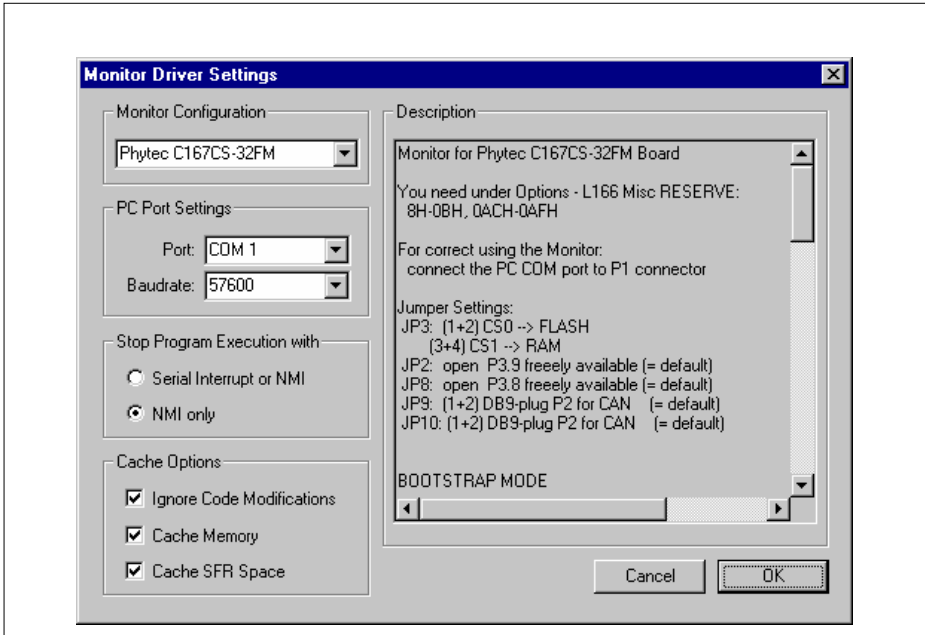 Monitor Driver Settings
Monitor Configuration
Phytec C167CS-32FM
PC Port Settings
Port: COM 1
Baudrate: 57600
Stop Program Execution with
Serial Interrupt or NMI
NMI only
Cache Options
Ignore Code Modifications
Cache Memory
Cache SFR Space
Description
Monitor for Phytec C167CS-32FM Board
You need under Options - L166 Misc RESERVE:
8H-0BH, 0ACH-0AFH
For correct using the Monitor:
connect the PC COM port to P1 connector
Jumper Settings:
JP3: (1+2) CS0 --> FLASH
(3+4) CS1 --> RAM
JP2: open P3.9 freeely available (= default)
JP8: open P3.8 freeely available (= default)
JP9: (1+2) DB9-plug P2 for CAN (= default)
JP10: (1+2) DB9-plug P2 for CAN (= default)
BOOTSTRAP MODE
Cancel
OK